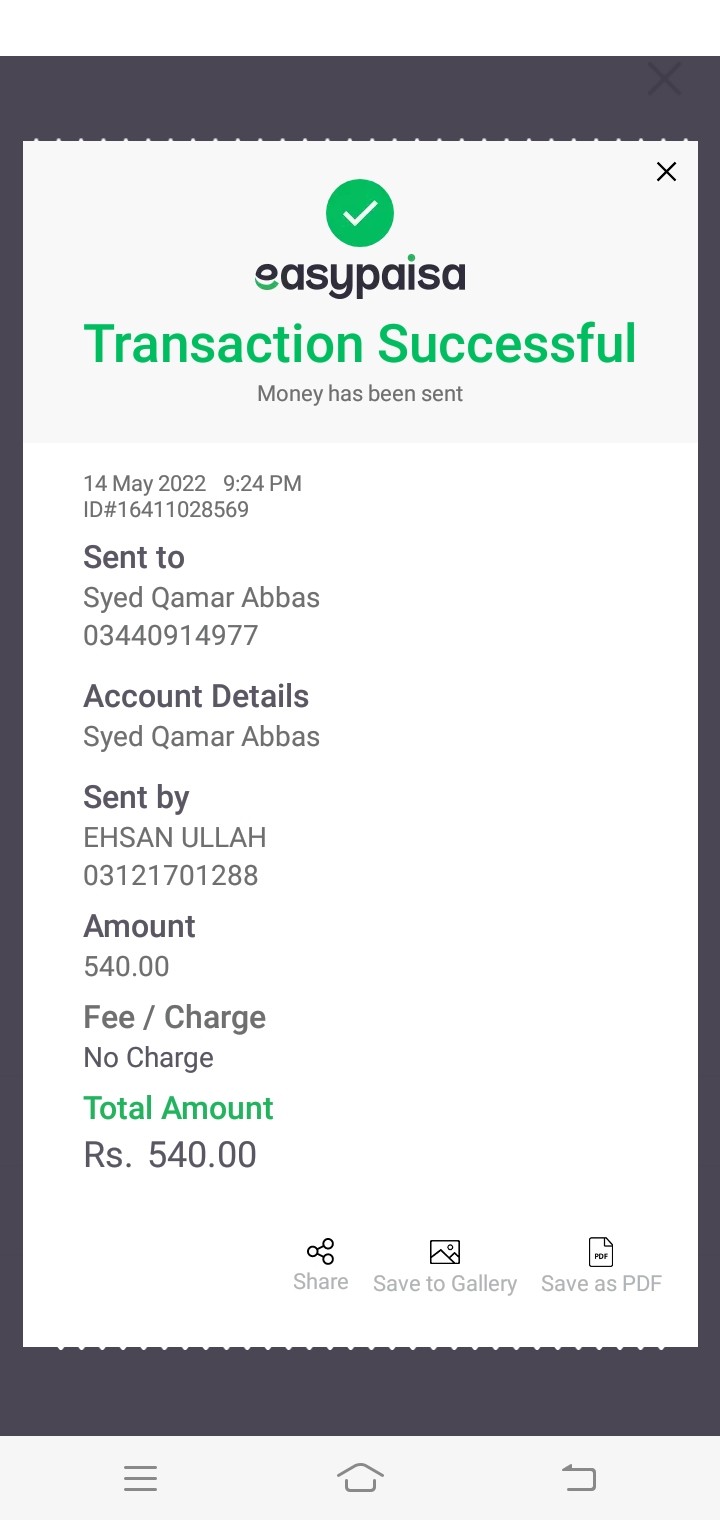 easypaisa
Transaction Successful
Money has been sent
14 May 2022 9:24 PM
ID#16411028569
Sent to
Syed Qamar Abbas
03440914977
Account Details
Syed Qamar Abbas
Sent by
EHSAN ULLAH
03121701288
Amount
540.00
Fee / Charge
No Charge
Total Amount
Rs. 540.00
PDF
Share Save to Gallery Save as PDF